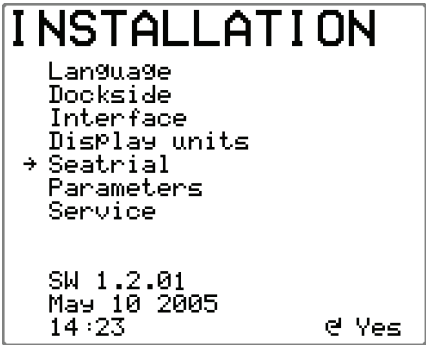 INSTALLATION
Language
Dockside
Interface
Display units
→ Seatrial
Parameters
Service
SW 1.2.01
May 10 2005
14:23
Yes